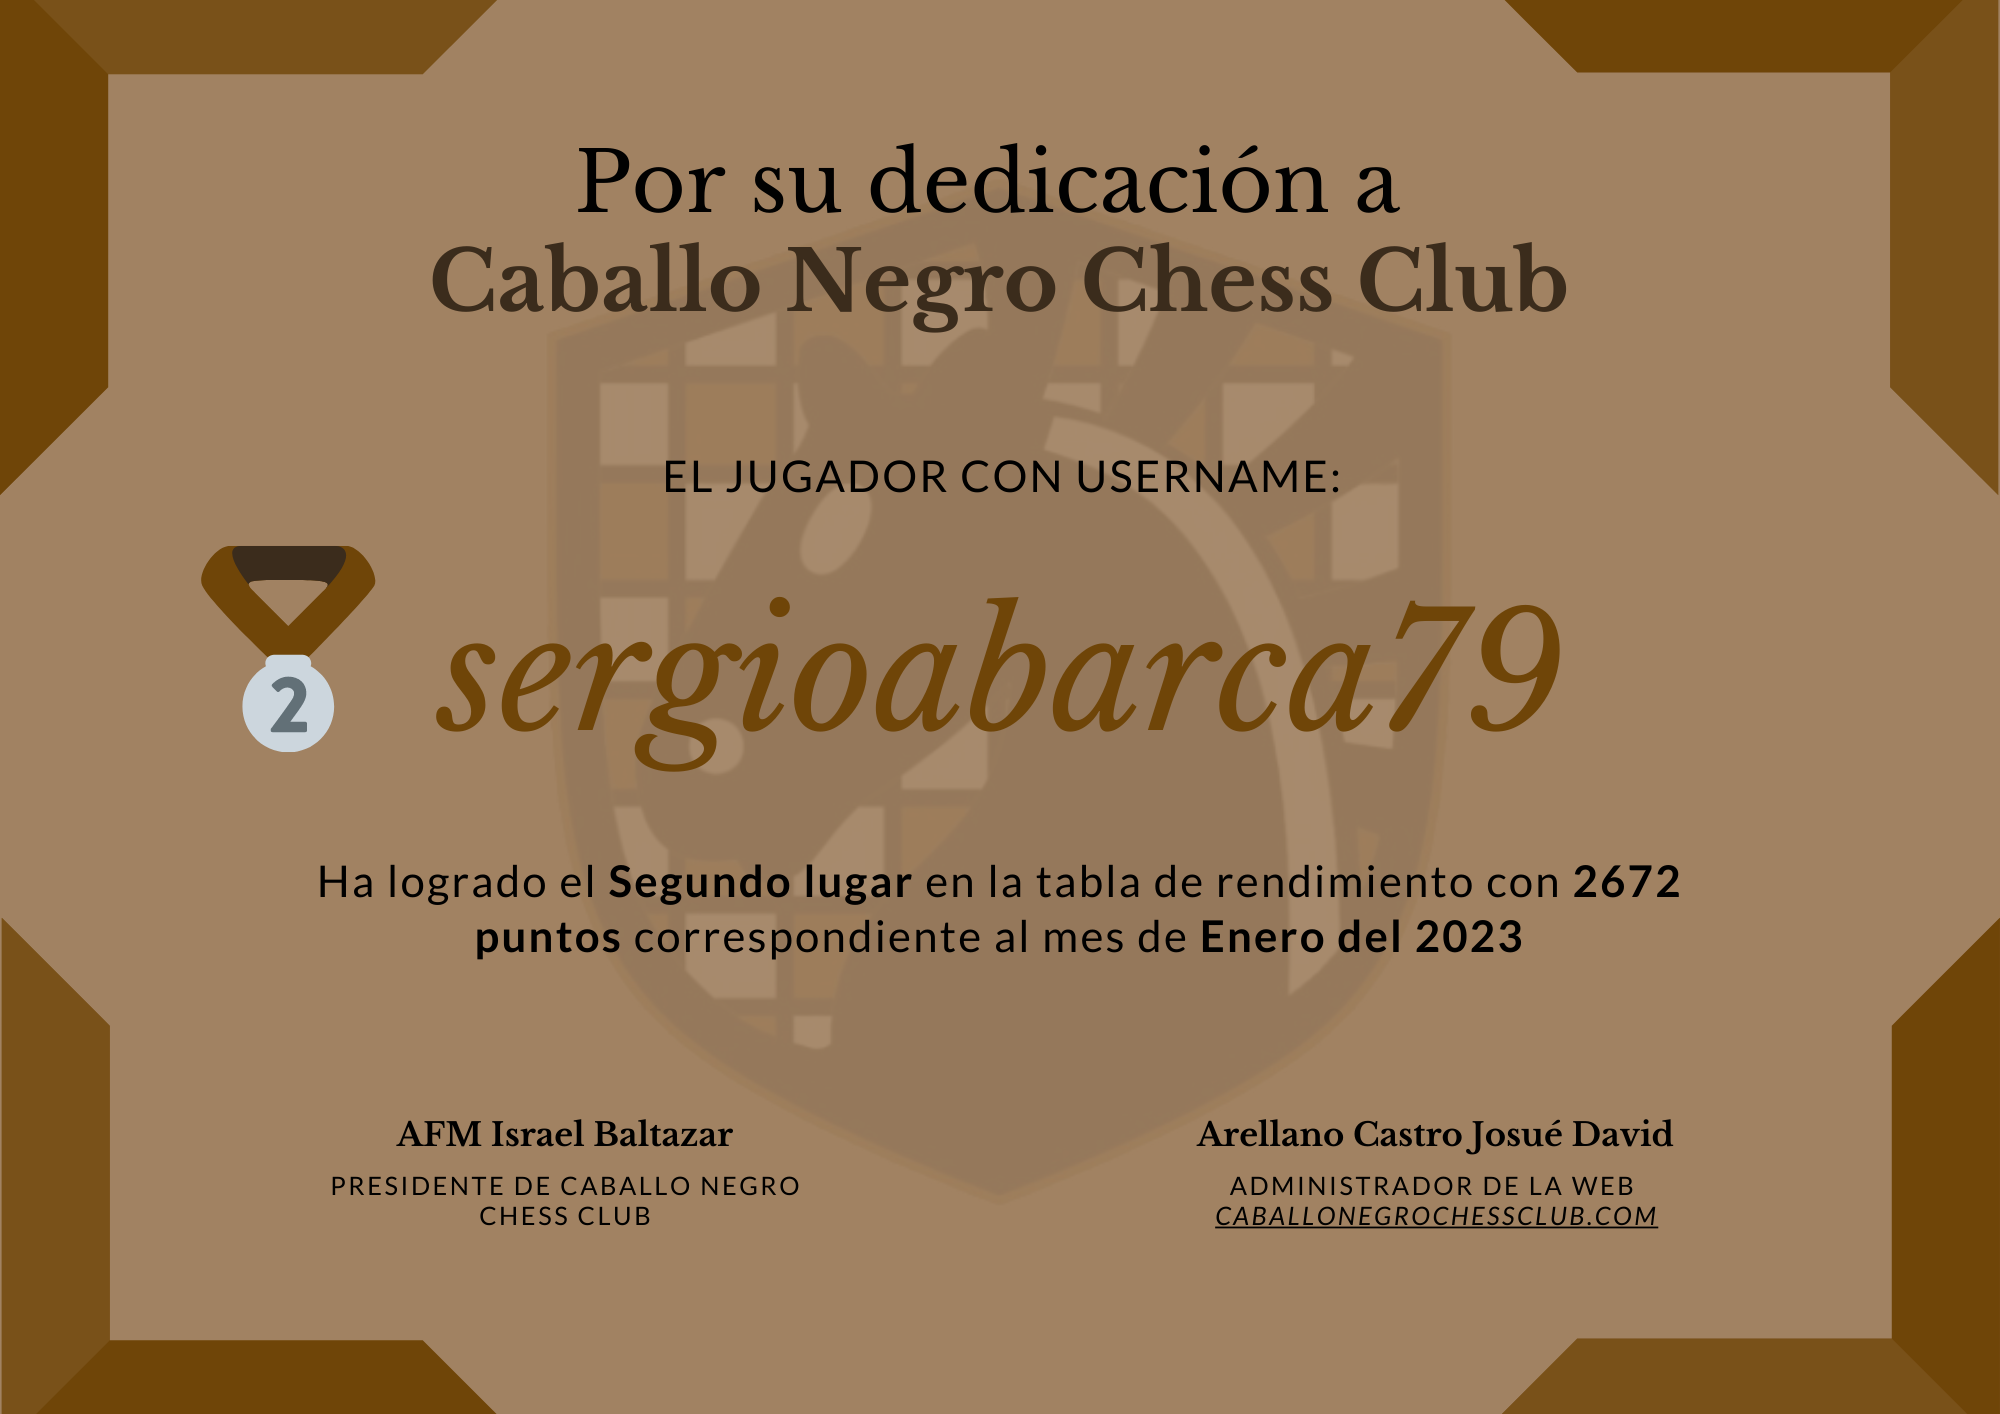 Por su dedicación a
Caballo Negro Chess Club
EL JUGADOR CON USERNAME:
2
sergioabarca79
Ha logrado el Segundo lugar en la tabla de rendimiento con 2672
puntos correspondiente al mes de Enero del 2023
AFM Israel Baltazar
PRESIDENTE DE CABALLO NEGRO
CHESS CLUB
Arellano Castro Josué David
ADMINISTRADOR DE LA WEB
CABALLONEGROCHESSCLUB.COM